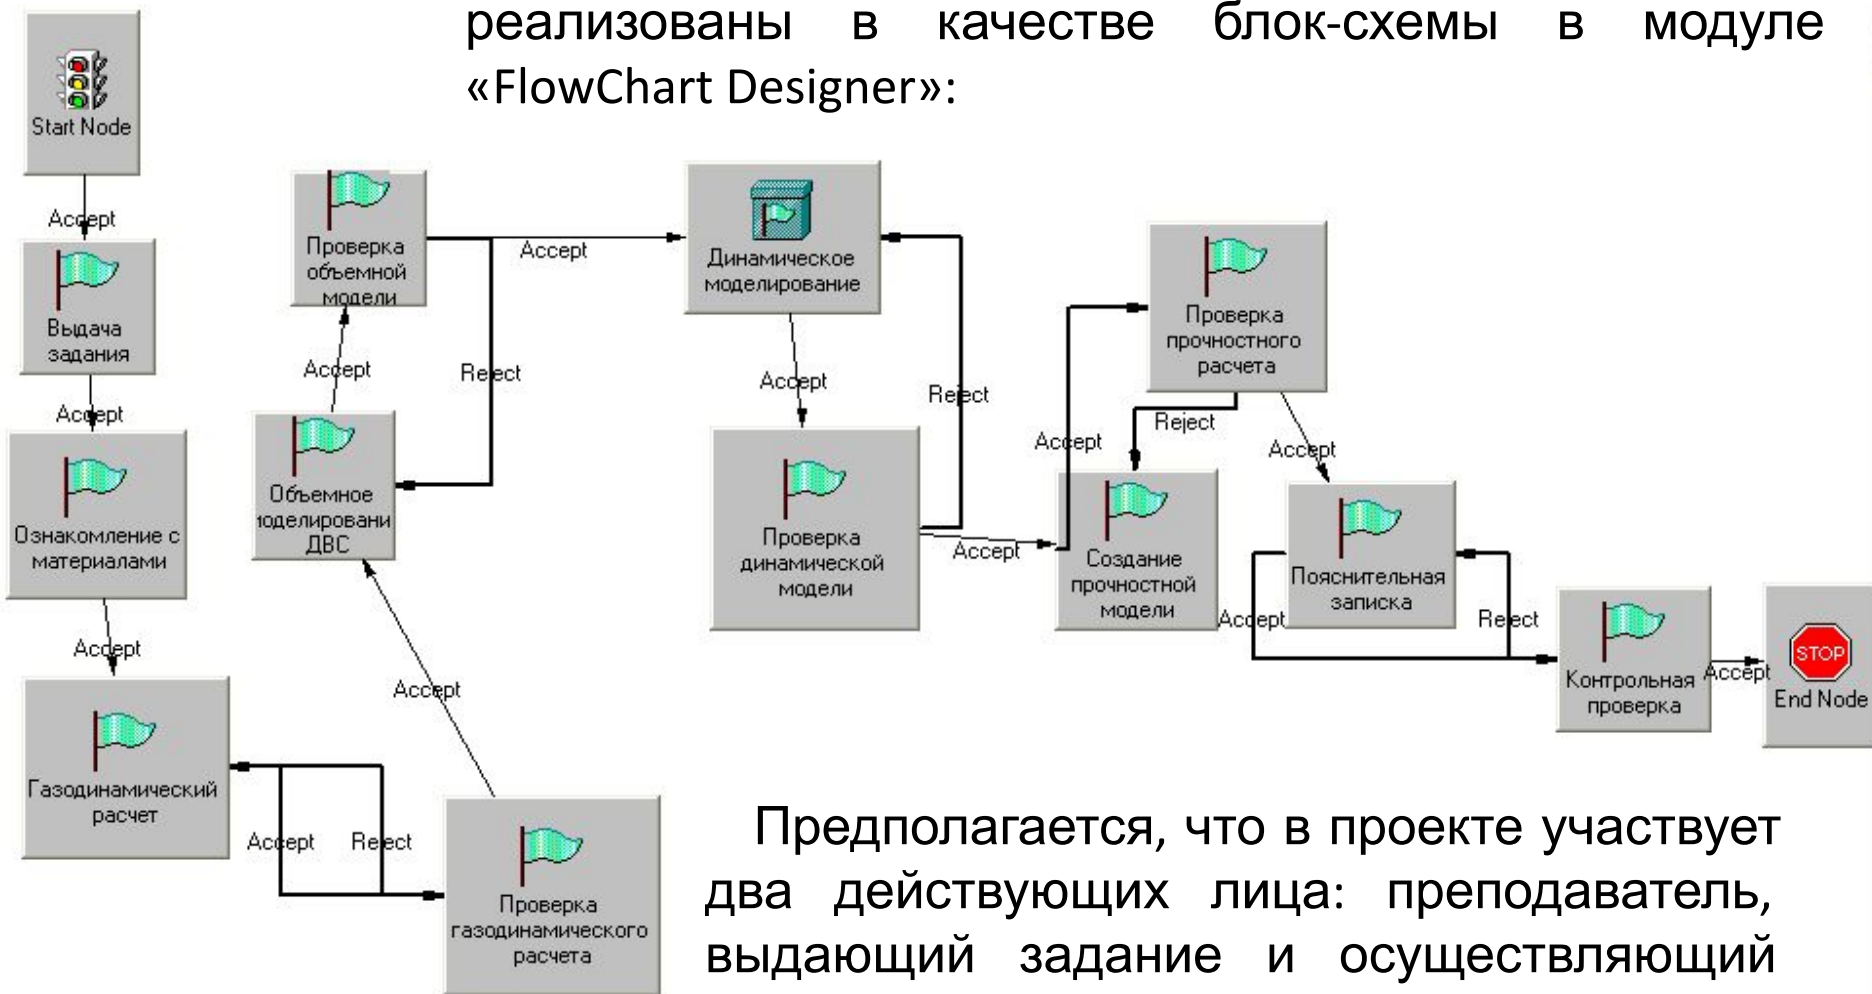 реализованы в качестве блок-схемы в модуле
«FlowChart Designer»:
Start Node
Accept
Выдача
задания
Accept
Ознакомление с
материалами
Accept
Газодинамический
расчет
Accept
Reject
Проверка
газодинамического
расчета
Accept
Объемное
моделировани
ДВС
Accept
Проверка
объемной
модели
Reject
Accept
Динамическое
моделирование
Accept
Reject
Проверка
динамической
модели
Accept
Создание
прочностной
модели
Accept
Проверка
прочностного
расчета
Reject
Accept
Пояснительная
записка
Accept
Reject
Контрольная
проверка
Accept
STOP
End Node
Предполагается, что в проекте участвует
два действующих лица: преподаватель,
выдающий задание и осуществляющий